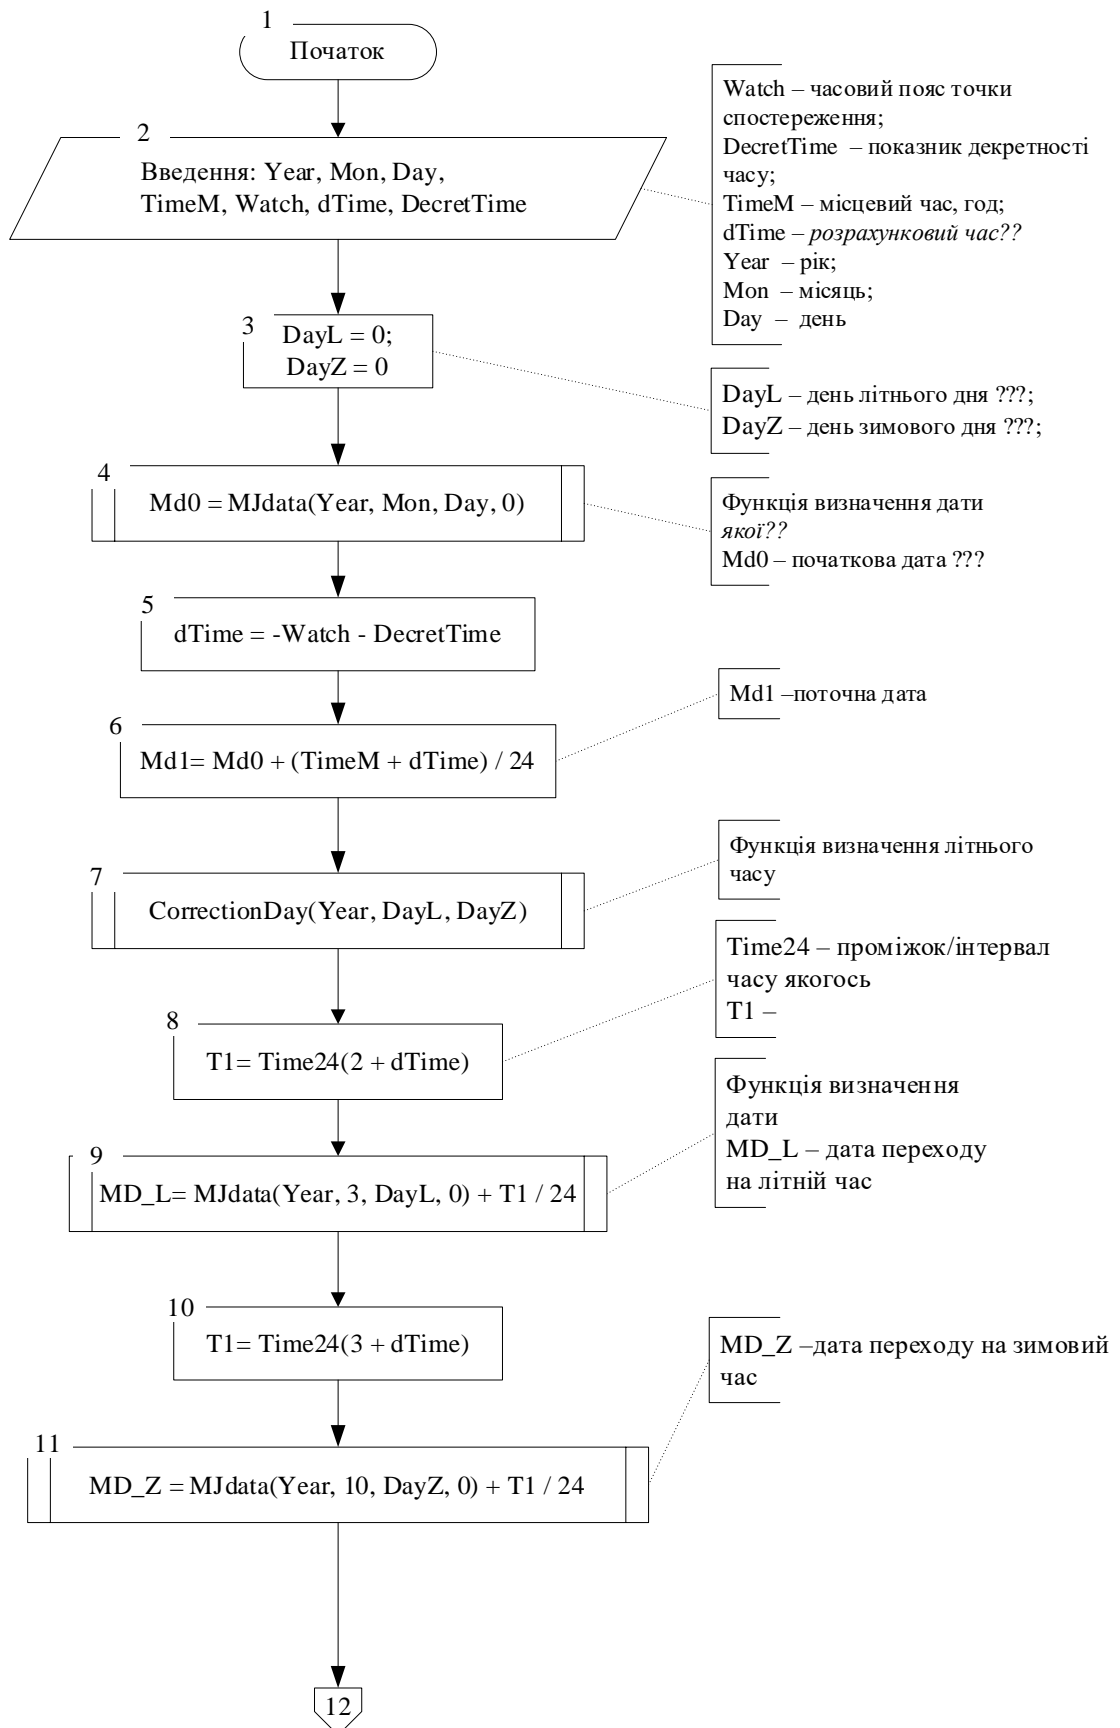 1
Початок
2
Введення: Year, Mon, Day,
TimeM, Watch, dTime, DecretTime
Watch – часовий пояс точки
спостереження;
DecretTime – показник декретності
часу;
TimeM – місцевий час, год;
dTime – розрахунковий час??
Year – рік;
Mon – місяць;
Day – день
3
DayL = 0;
DayZ = 0
DayL – день літнього дня ???;
DayZ – день зимового дня ???;
4
Md0 = MJdata(Year, Mon, Day, 0)
Функція визначення дати
якої??
Md0 – початкова дата ???
5
dTime = -Watch - DecretTime
6
Md1= Md0 + (TimeM + dTime) / 24
Md1 –поточна дата
7
CorrectionDay(Year, DayL, DayZ)
Функція визначення літнього
часу
8
T1= Time24(2 + dTime)
Time24 – проміжок/інтервал
часу якогось
T1 –
9
MD_L= MJdata(Year, 3, DayL, 0) + T1 / 24
Функція визначення
дати
MD_L – дата переходу
на літній час
10
T1= Time24(3 + dTime)
11
MD_Z = MJdata(Year, 10, DayZ, 0) + T1 / 24
MD_Z –дата переходу на зимовий
час
12